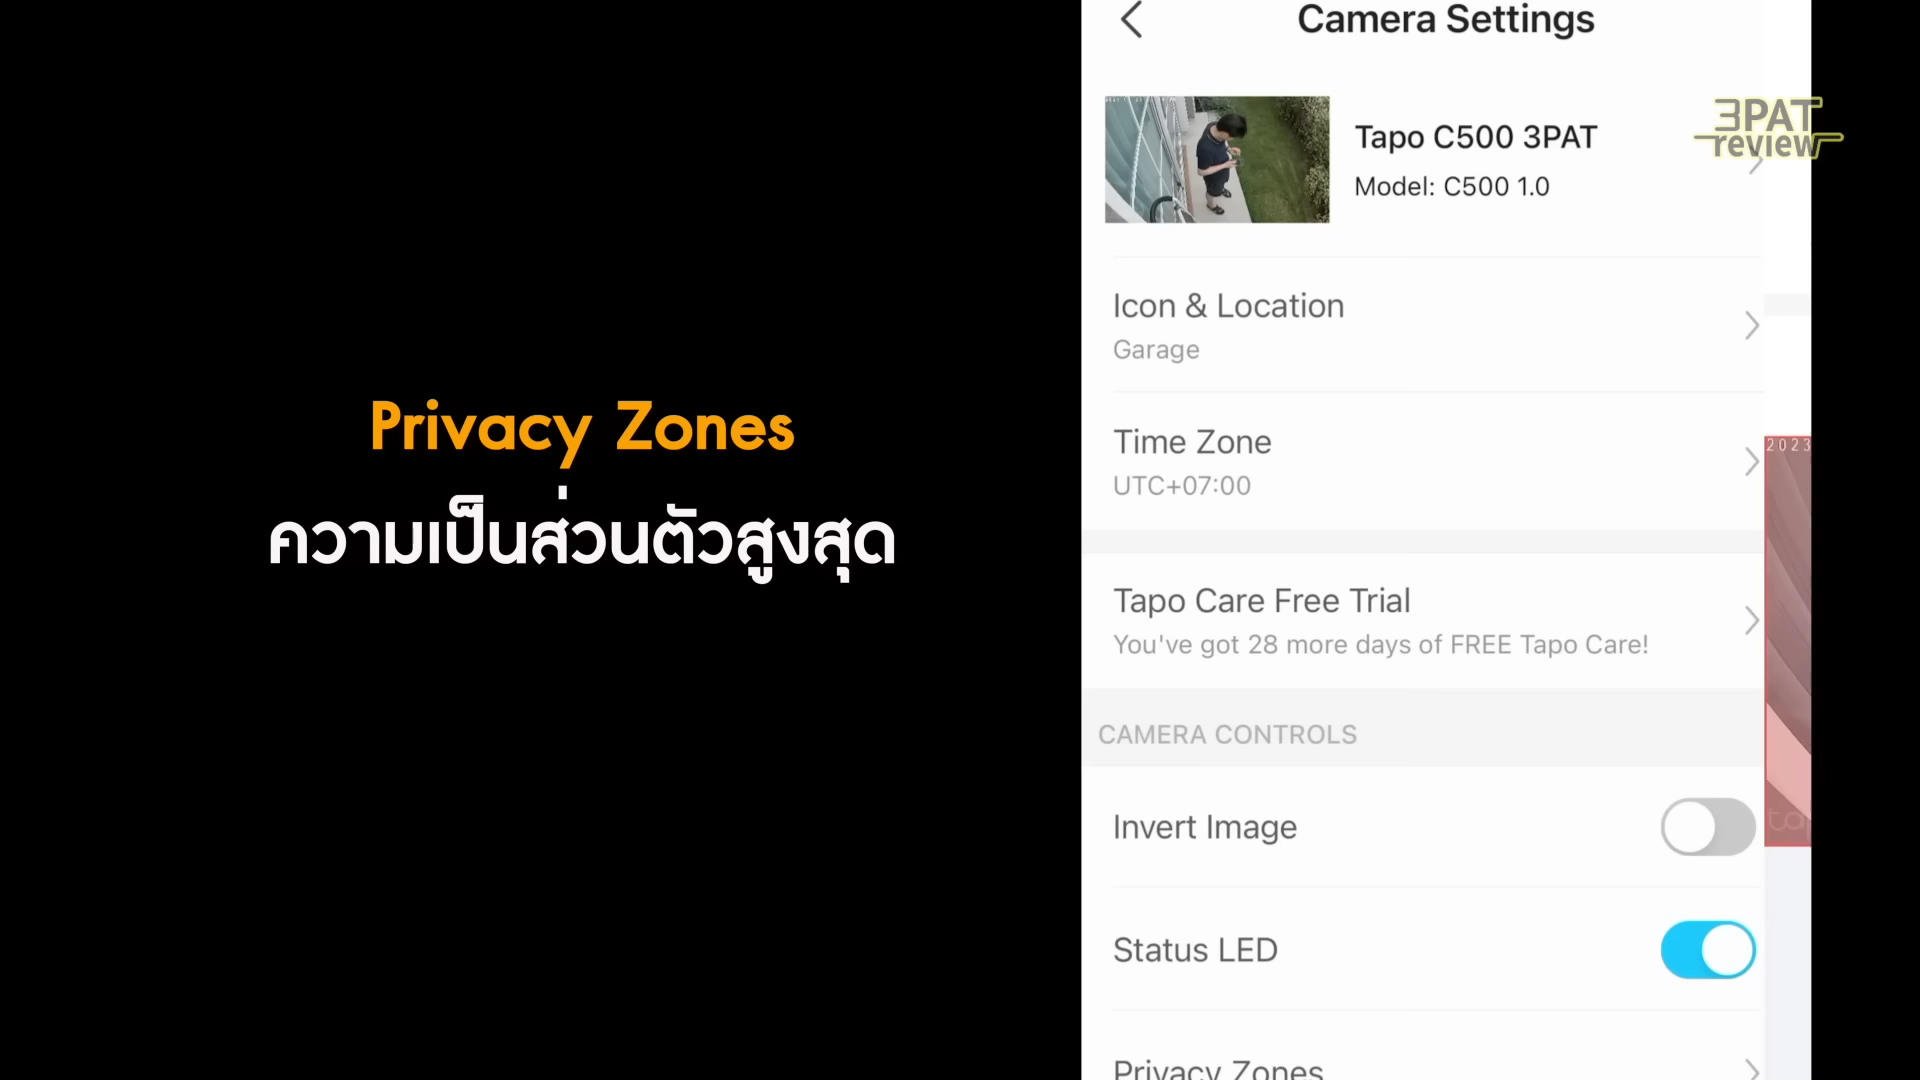 Privacy Zones
ความเป็นส่วนตัวสูงสุด
Camera Settings
3PAT
review
Tapo C500 3PAT
Model: C500 1.0
Icon & Location
Garage
Time Zone
UTC+07:00
2023
Tapo Care Free Trial
You've got 28 more days of FREE Tapo Care!
CAMERA CONTROLS
Invert Image
ta
Status LED
Privacy Zones